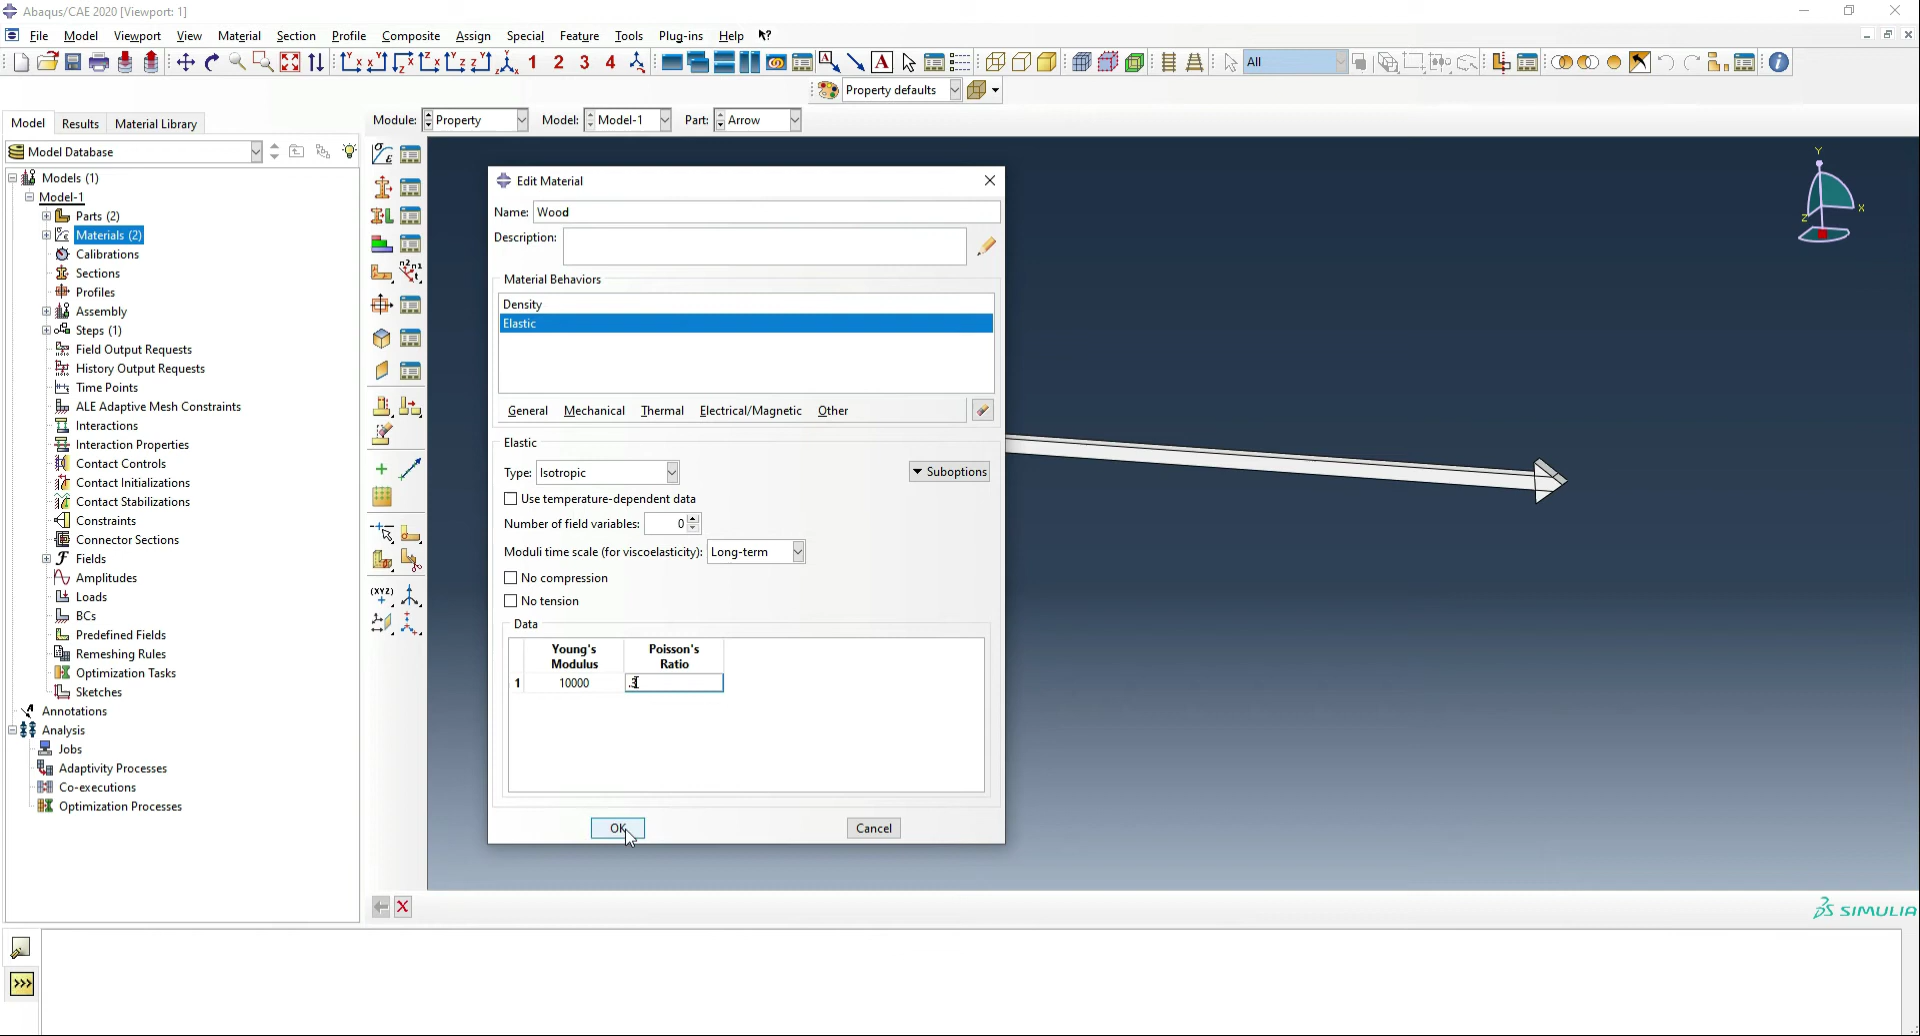 Abaqus/CAE 2020 [Viewport: 1]
File Model Viewport View Material Section Profile Composite Assign Special Feature Tools Plug-ins Help
1 2 3 4 A All
Property defaults
Model Results Material Library
Module: Property Model: Model-1 Part: Arrow
Model Database
Models (1)
Model-1
Parts (2)
Materials (2)
Calibrations
Sections
Profiles
Assembly
Steps (1)
Field Output Requests
History Output Requests
Time Points
ALE Adaptive Mesh Constraints
Interactions
Interaction Properties
Contact Controls
Contact Initializations
Contact Stabilizations
Constraints
Connector Sections
Fields
Amplitudes
Loads
BCs
Predefined Fields
Remeshing Rules
Optimization Tasks
Sketches
Annotations
Analysis
Jobs
Adaptivity Processes
Co-executions
Optimization Processes
Edit Material
Name: Wood
Description:
Material Behaviors
Density
Elastic
General Mechanical Thermal Electrical/Magnetic Other
Elastic
Type: Isotropic Suboptions
Use temperature-dependent data
Number of field variables: 0
Moduli time scale (for viscoelasticity): Long-term
No compression
No tension
Data
Young's Modulus Poisson's Ratio
1 10000 .3
OK Cancel
Y
X
Z
SIMULIA
>>>